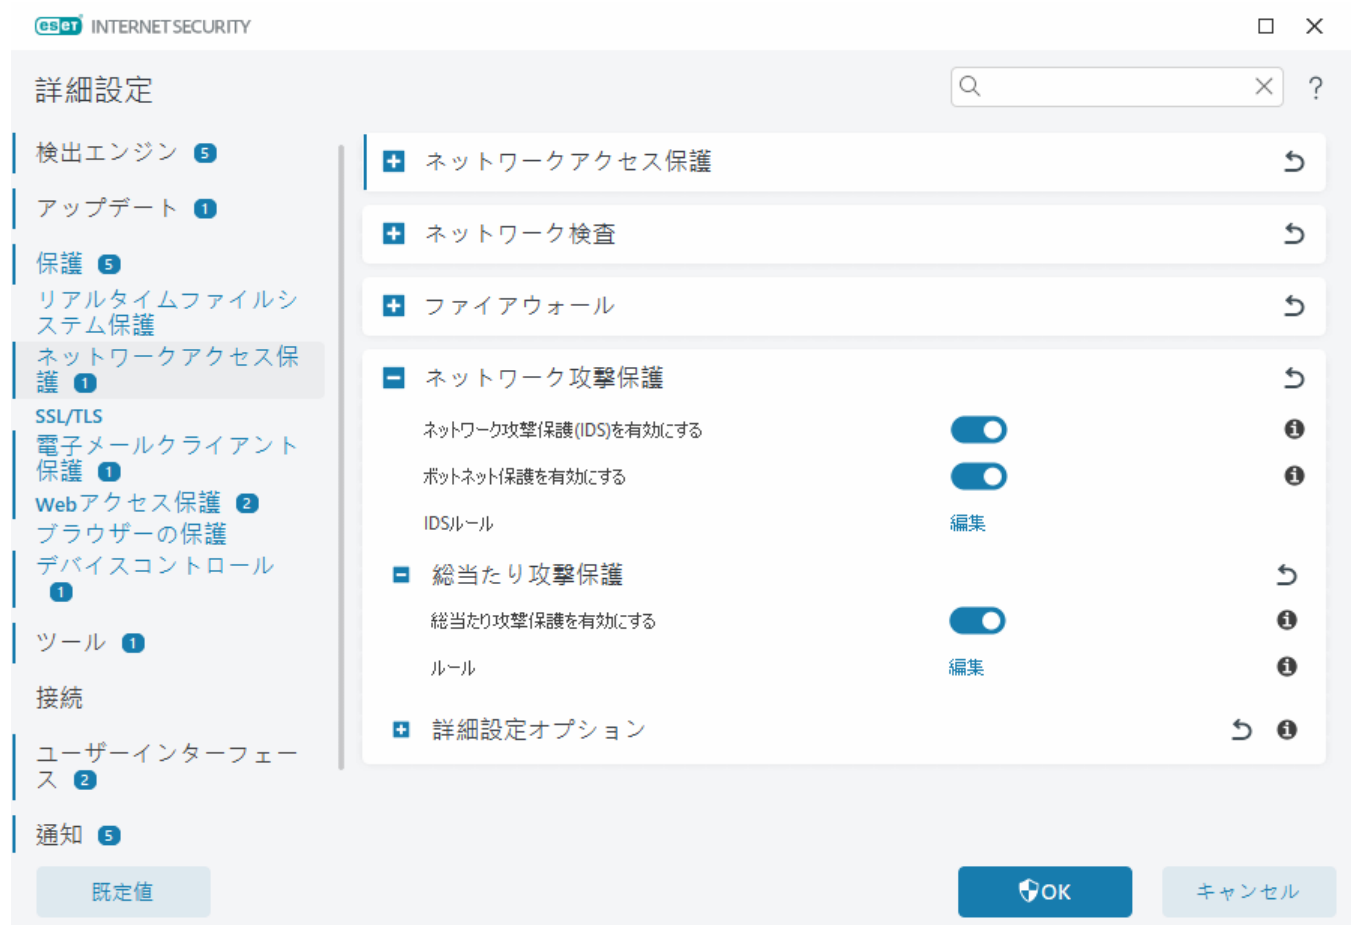 eset INTERNET SECURITY
詳細設定
?
検出エンジン 5
アップデート 1
保護 5
リアルタイムファイルシ
ステム保護
ネットワークアクセス保
護 1
SSL/TLS
電子メールクライアント
保護 1
Webアクセス保護 2
ブラウザーの保護
デバイスコントロール
1
ツール 1
接続
ユーザーインターフェー
ス 2
通知 5
ネットワークアクセス保護
ネットワーク検査
ファイアウォール
ネットワーク攻撃保護
ネットワーク攻撃保護(IDS)を有効にする
ボットネット保護を有効にする
IDSルール 編集
総当たり攻撃保護
総当たり攻撃保護を有効にする
ルール 編集
詳細設定オプション
既定値
OK
キャンセル